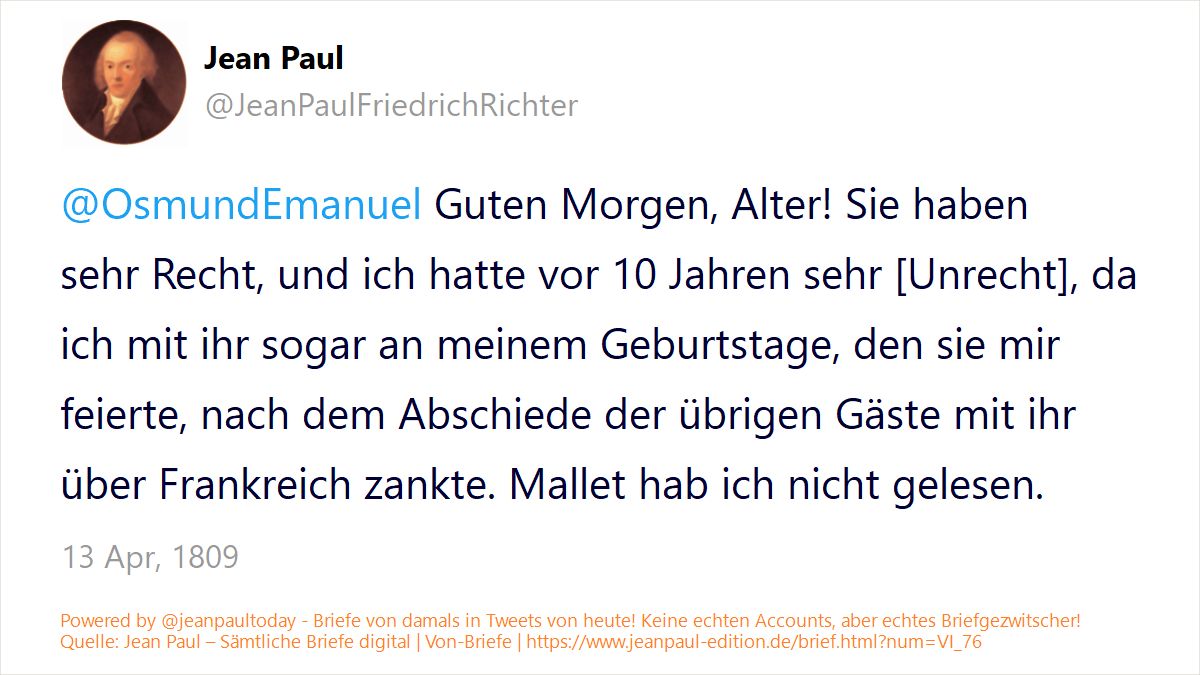 Jean Paul
@JeanPaulFriedrichRichter
@OsmundEmanuel Guten Morgen, Alter! Sie haben
sehr Recht, und ich hatte vor 10 Jahren sehr [Unrecht], da
ich mit ihr sogar an meinem Geburtstage, den sie mir
feierte, nach dem Abschiede der übrigen Gäste mit ihr
über Frankreich zankte. Mallet hab ich nicht gelesen.
13 Apr, 1809
Powered by @jeanpaultoday - Briefe von damals in Tweets von heute! Keine echten Accounts, aber echtes Briefgezwitscher!
Quelle: Jean Paul – Sämtliche Briefe digital | Von-Briefe | https://www.jeanpaul-edition.de/brief.html?num=VI_76